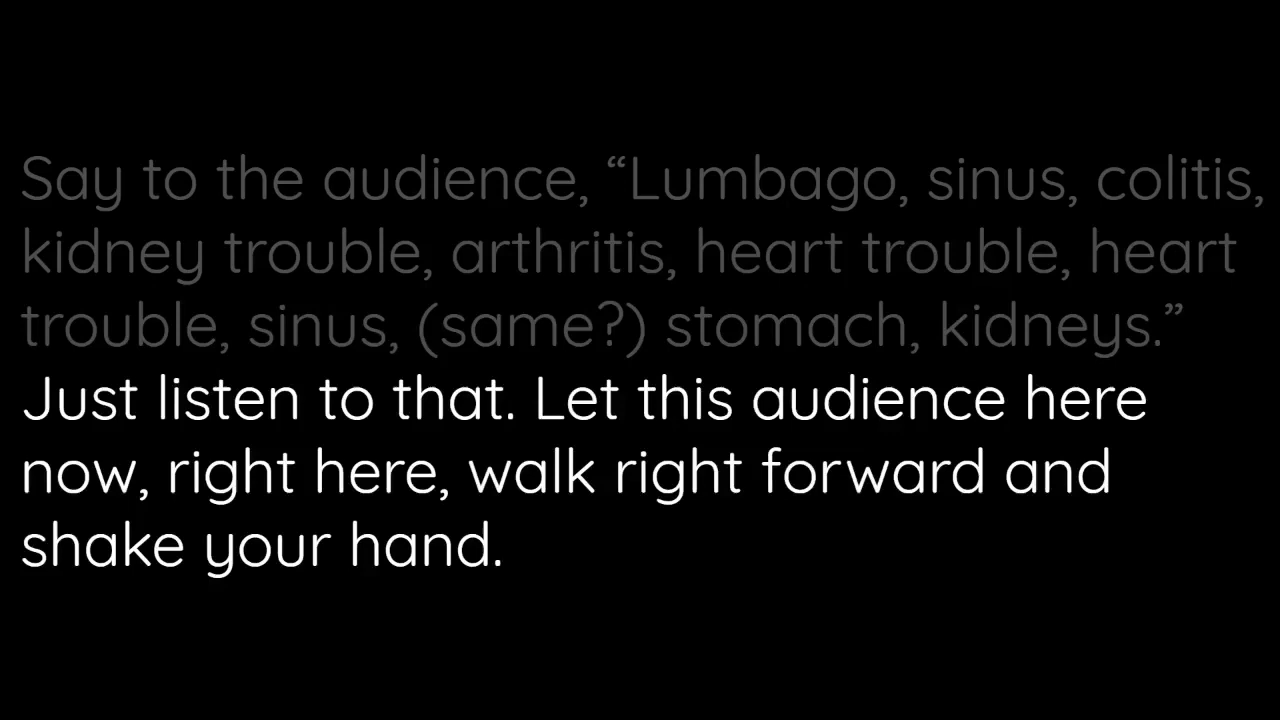 Say to the audience, “Lumbago, sinus, colitis,
kidney trouble, arthritis, heart trouble, heart
trouble, sinus, (same?) stomach, kidneys.”
Just listen to that. Let this audience here
now, right here, walk right forward and
shake your hand.